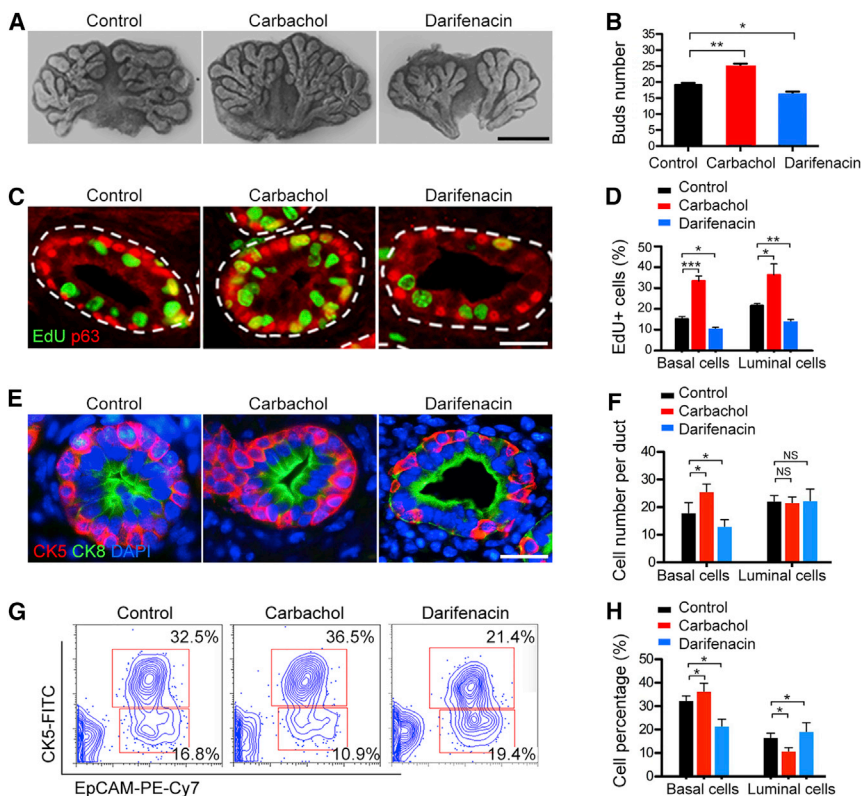 A
Control
Carbachol
Darifenacin
B
Buds number
35
30
25
20
15
10
5
0
**
*
Control
Carbachol
Darifenacin
C
Control
Carbachol
Darifenacin
EdU p63
D
Control
Carbachol
Darifenacin
EdU+ cells (%)
50
40
30
20
10
0
*
***
**
*
Basal cells
Luminal cells
E
Control
Carbachol
Darifenacin
CK5 CK8 DAPI
F
Control
Carbachol
Darifenacin
Cell number per duct
40
30
20
10
0
*
*
NS
NS
Basal cells
Luminal cells
G
Control
Carbachol
Darifenacin
32.5%
36.5%
21.4%
16.8%
10.9%
19.4%
CK5-FITC
EpCAM-PE-Cy7
H
Control
Carbachol
Darifenacin
Cell percentage (%)
50
40
30
20
10
0
*
*
*
*
Basal cells
Luminal cells